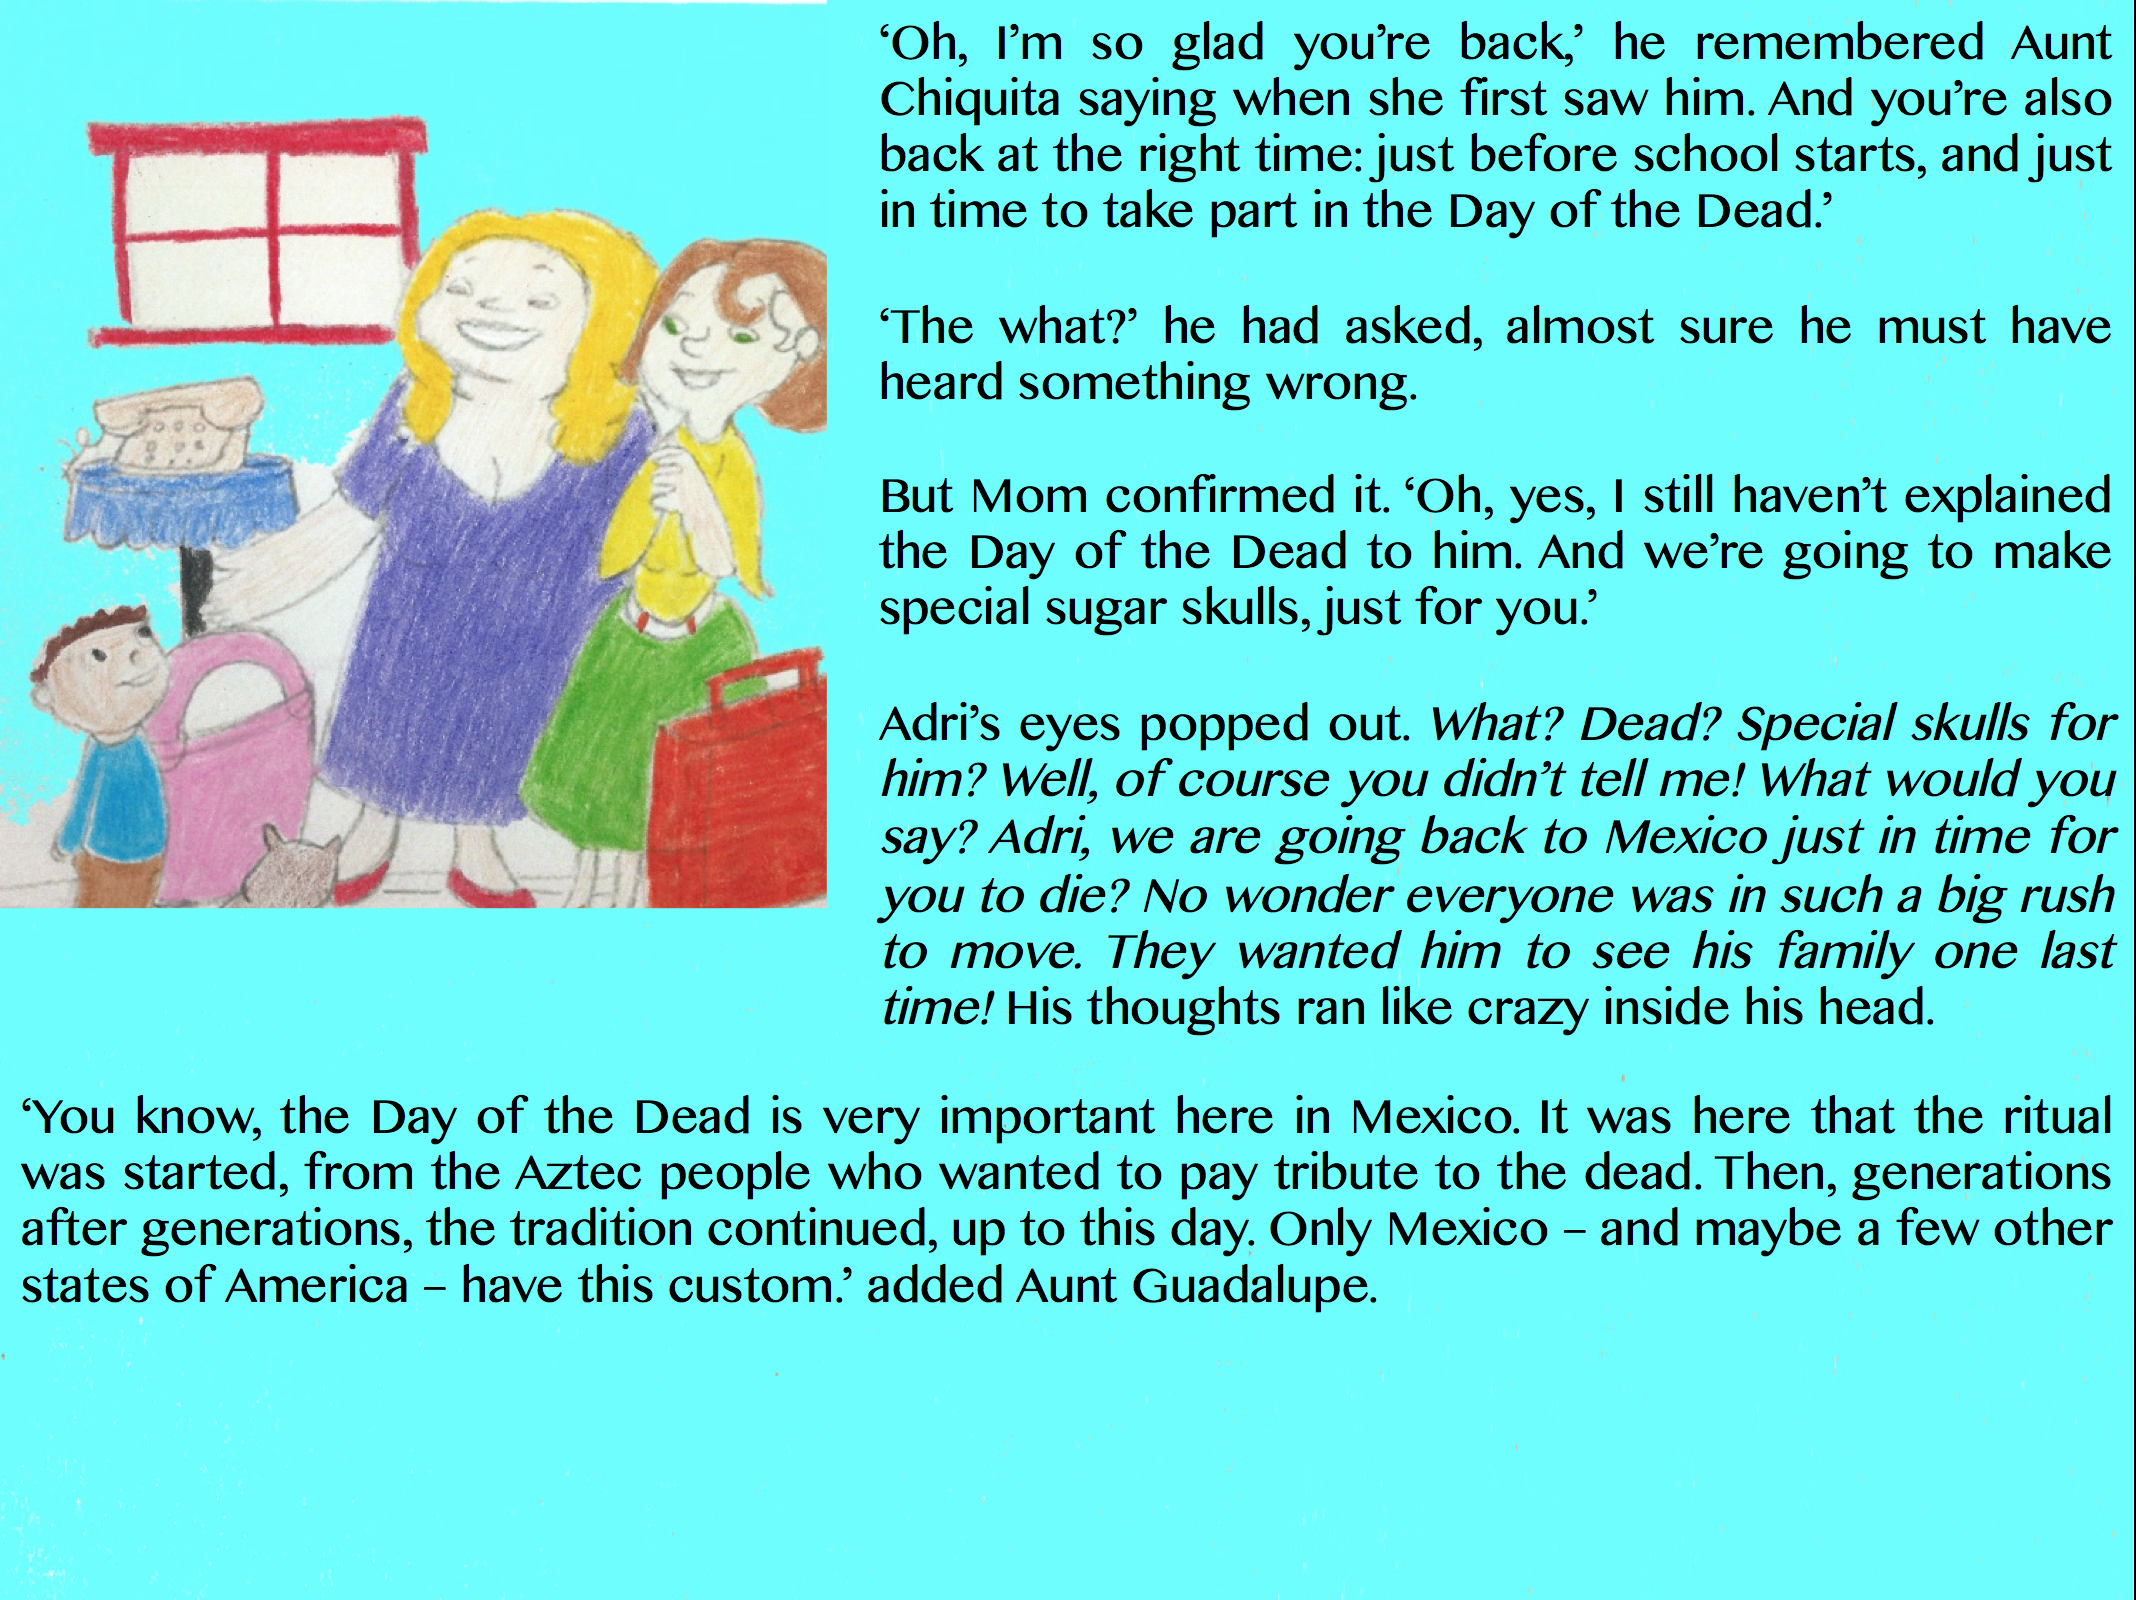 ‘Oh, I’m so glad you’re back,’ he remembered Aunt
Chiquita saying when she first saw him. And you’re also
back at the right time: just before school starts, and just
in time to take part in the Day of the Dead.’
‘The what?’ he had asked, almost sure he must have
heard something wrong.
But Mom confirmed it. ‘Oh, yes, I still haven’t explained
the Day of the Dead to him. And we’re going to make
special sugar skulls, just for you.’
Adri’s eyes popped out. What? Dead? Special skulls for
him? Well, of course you didn’t tell me! What would you
say? Adri, we are going back to Mexico just in time for
you to die? No wonder everyone was in such a big rush
to move. They wanted him to see his family one last
time! His thoughts ran like crazy inside his head.
‘You know, the Day of the Dead is very important here in Mexico. It was here that the ritual
was started, from the Aztec people who wanted to pay tribute to the dead. Then, generations
after generations, the tradition continued, up to this day. Only Mexico – and maybe a few other
states of America – have this custom.’ added Aunt Guadalupe.